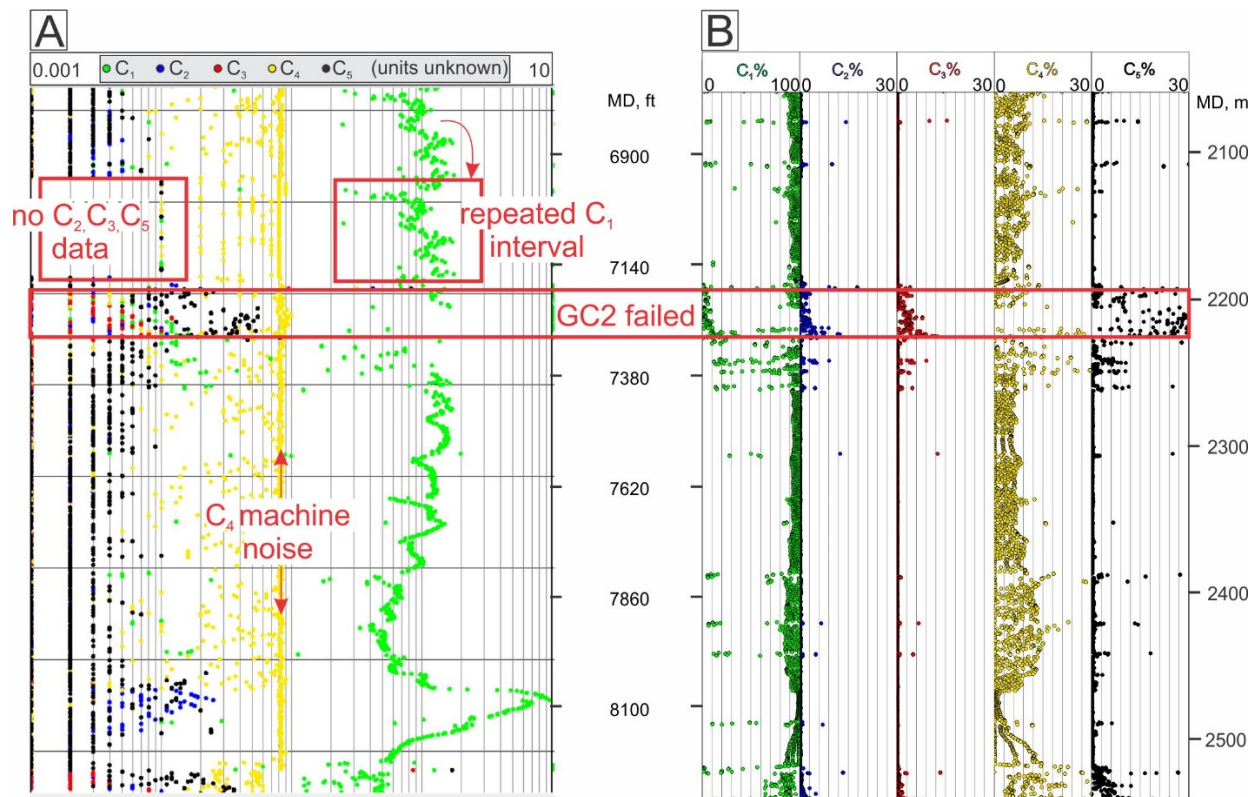 A
B
0.001 C₁ C₂ C₃ C₄ C₅ (units unknown) 10
MD, ft
C₁% C₂% C₃% C₄% C₅%
0 100 0 30 0 30 0 30 0 30
MD, m
6900
7140
7380
7620
7860
8100
2100
2200
2300
2400
2500
no C₂,C₃,C₅
data
repeated C₁
interval
GC2 failed
C₄ machine
noise